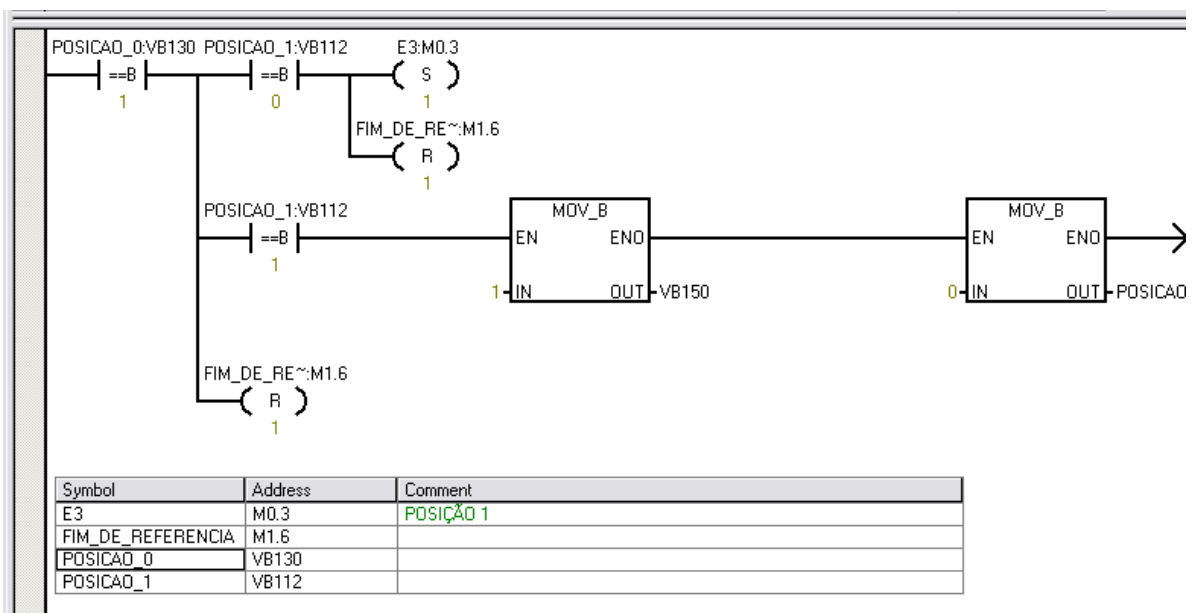 POSICAO_0:VB130 POSICAO_1:VB112 E3:M0.3
==B ==B S
1 0 1
FIM_DE_RE~:M1.6
R
1
POSICAO_1:VB112 MOV_B MOV_B
==B EN ENO EN ENO
1
1 IN OUT VB150 0 IN OUT POSICAO
FIM_DE_RE~:M1.6
R
1
Symbol Address Comment
E3 M0.3 POSIÇÃO 1
FIM_DE_REFERENCIA M1.6
POSICAO_0 VB130
POSICAO_1 VB112